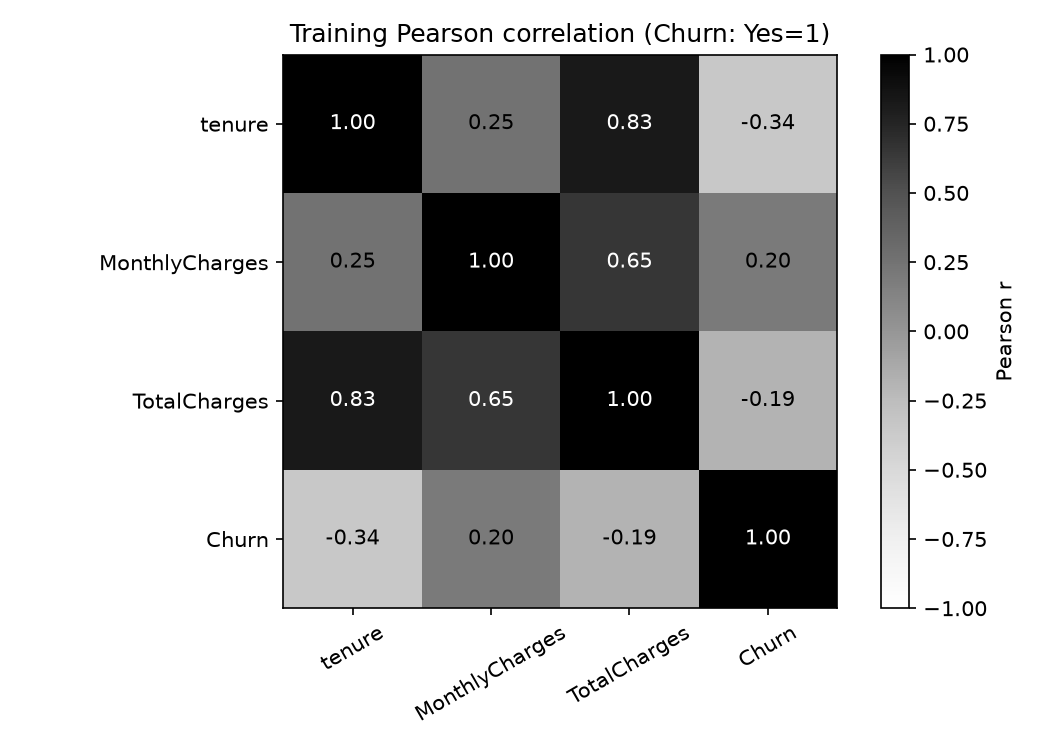 Training Pearson correlation (Churn: Yes=1)
tenure 1.00 0.25 0.83 -0.34
MonthlyCharges 0.25 1.00 0.65 0.20
TotalCharges 0.83 0.65 1.00 -0.19
Churn -0.34 0.20 -0.19 1.00
tenure MonthlyCharges TotalCharges Churn
1.00
0.75
0.50
0.25
0.00
−0.25
−0.50
−0.75
−1.00
Pearson r